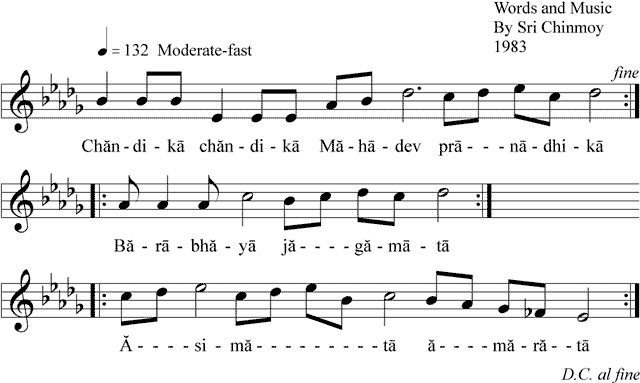 Words and Music
By Sri Chinmoy
1983
♩ = 132 Moderate-fast
fine
Chăn - di - kā chăn - di - kā Mă - hā - dev prā - - - nā - dhi - kā
Bă - rā - bhă - yā jă - - - - gă - mā - tā
Ă - - - - si - mā - - - - - - - - - - tā ă - - - mă - ră - tā
D.C. al fine